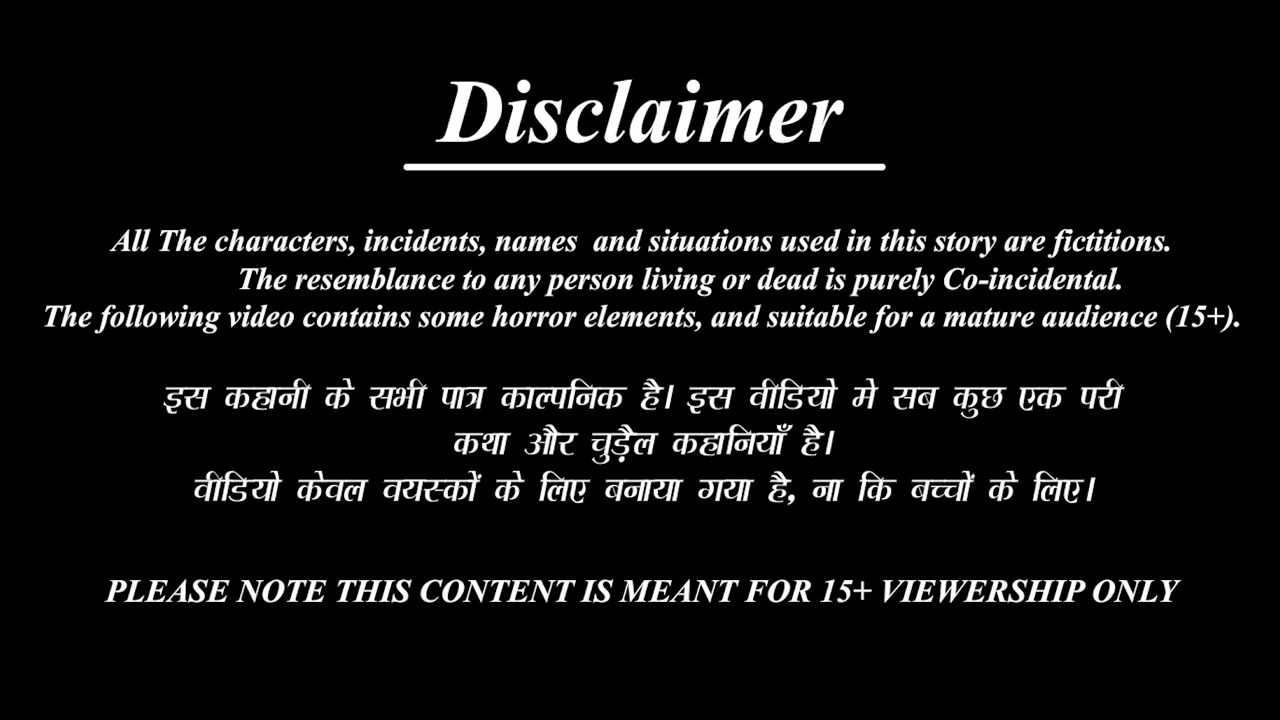 Disclaimer
All The characters, incidents, names and situations used in this story are fictitions.
The resemblance to any person living or dead is purely Co-incidental.
The following video contains some horror elements, and suitable for a mature audience (15+).
इस कहानी के सभी पात्र काल्पनिक है। इस वीडियो मे सब कुछ एक परी
कथा और चुड़ैल कहानियाँ है।
वीडियो केवल वयस्कों के लिए बनाया गया है, ना कि बच्चों के लिए।
PLEASE NOTE THIS CONTENT IS MEANT FOR 15+ VIEWERSHIP ONLY